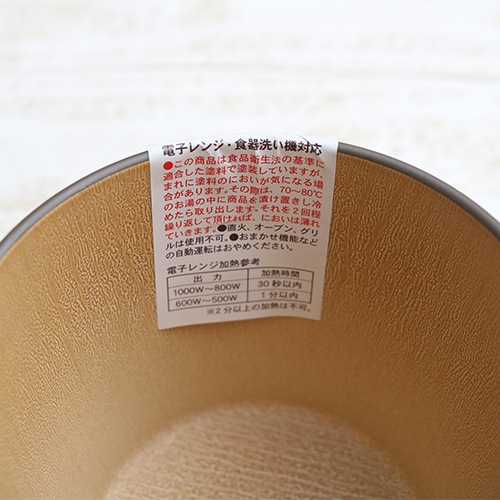 電子レンジ・食器洗い機対応
●この商品は食品衛生法の基準に
適合した塗料で塗装していますが、
まれに塗料のにおいが気になる場
合があります。その際は、70～80℃
のお湯の中に商品を漬け置きし冷
めたら取り出します。それを2回程
繰り返して頂ければ、においは薄れ
ていきます。●直火、オーブン、グリ
ルは使用不可。●おまかせ機能など
の自動運転はおやめください。
電子レンジ加熱参考
出力 加熱時間
1000W～800W 30秒以内
600W～500W 1分以内
※2分以上の加熱は不可。